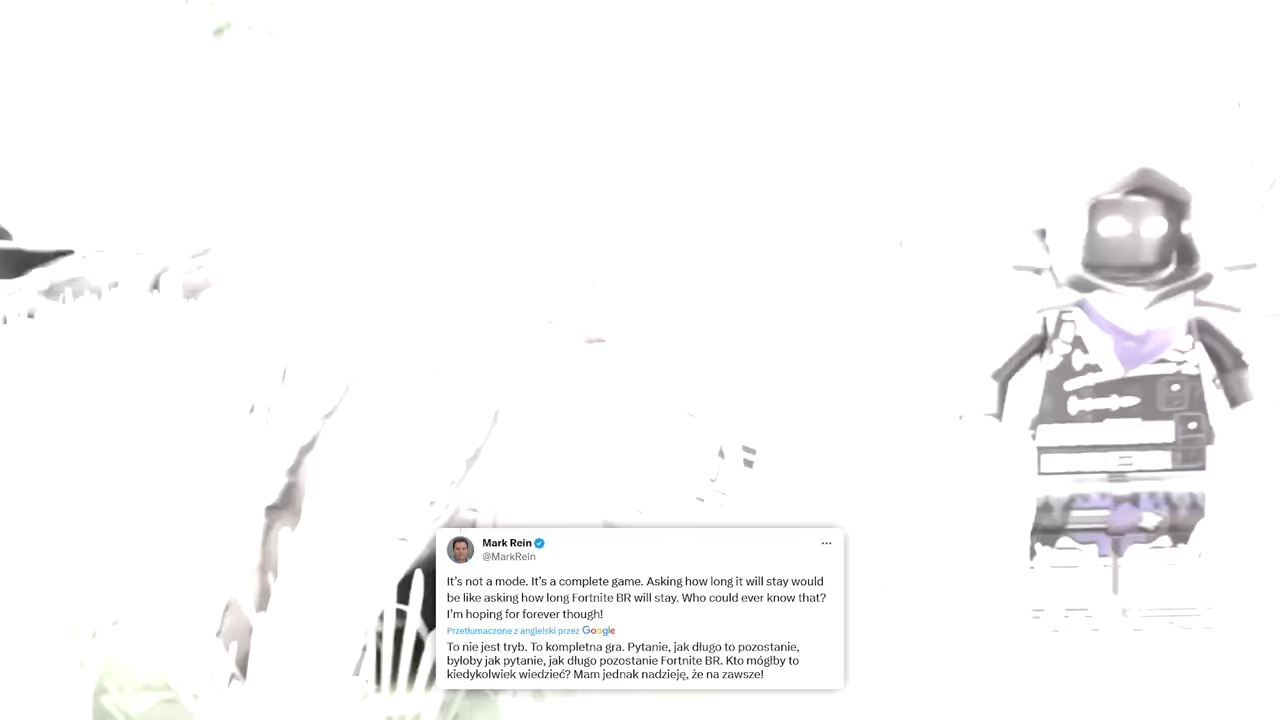 Mark Rein
@MarkRein
It's not a mode. It's a complete game. Asking how long it will stay would
be like asking how long Fortnite BR will stay. Who could ever know that?
I'm hoping for forever though!
Przetłumaczone z angielski przez Google
To nie jest tryb. To kompletna gra. Pytanie, jak długo to pozostanie,
byłoby jak pytanie, jak długo pozostanie Fortnite BR. Kto mógłby to
kiedykolwiek wiedzieć? Mam jednak nadzieję, że na zawsze!